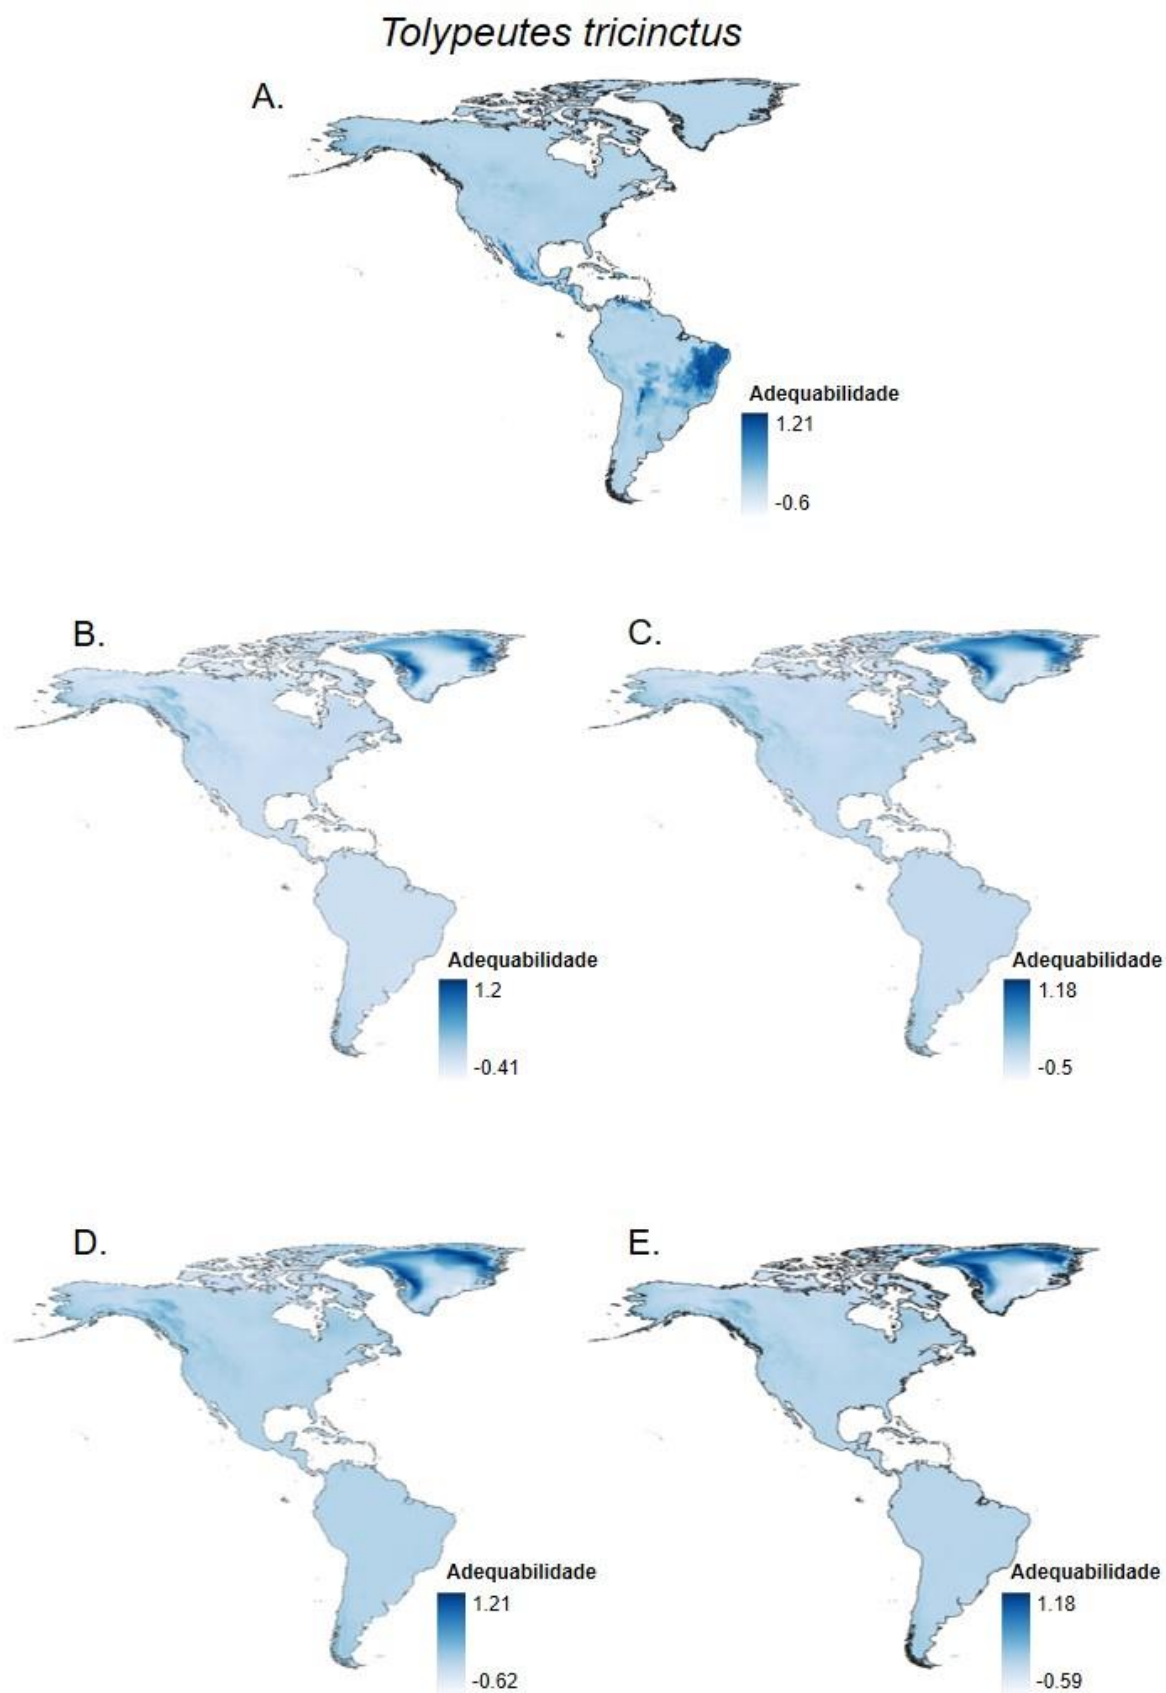 Tolypeutes tricinctus
A.
Adequabilidade
1.21
-0.6
B.
C.
Adequabilidade
1.2
-0.41
Adequabilidade
1.18
-0.5
D.
E.
Adequabilidade
1.21
-0.62
Adequabilidade
1.18
-0.59